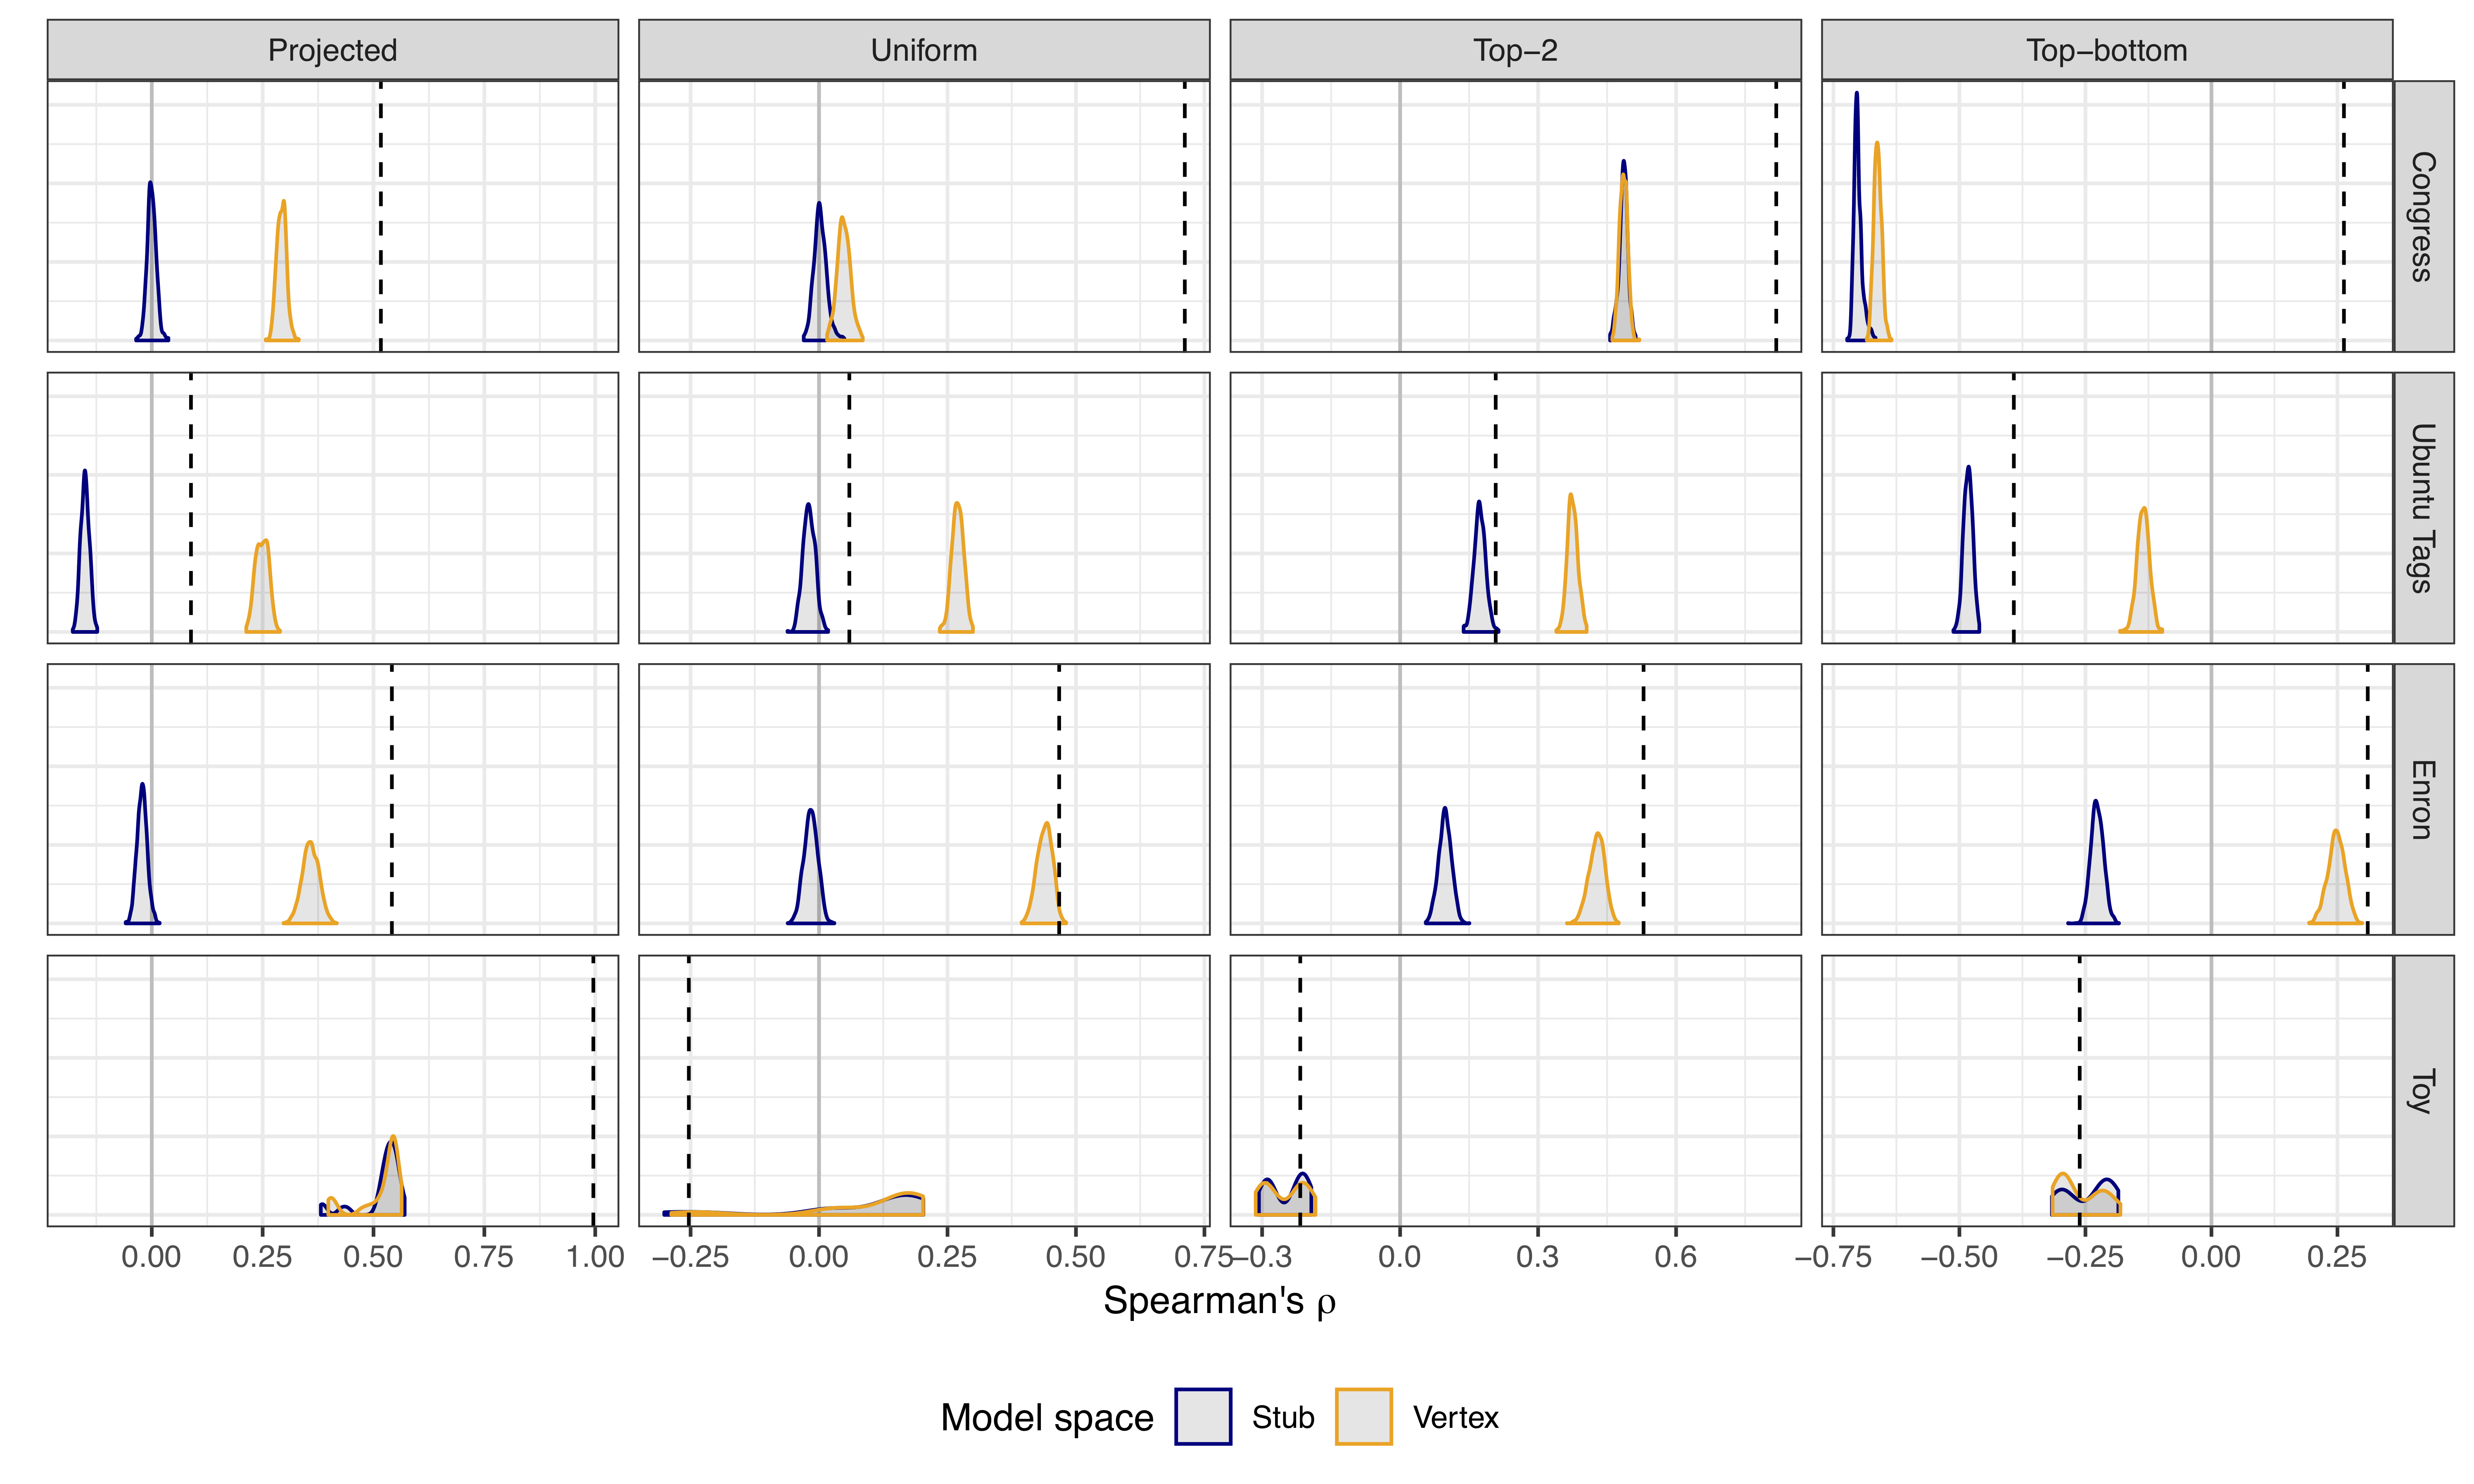 Projected
Uniform
Top−2
Top−bottom
Congress
Ubuntu Tags
Enron
Toy
0.00 0.25 0.50 0.75 1.00
−0.25 0.00 0.25 0.50 0.75
−0.3 0.0 0.3 0.6
−0.75 −0.50 −0.25 0.00 0.25
Spearman's ρ
Model space Stub Vertex